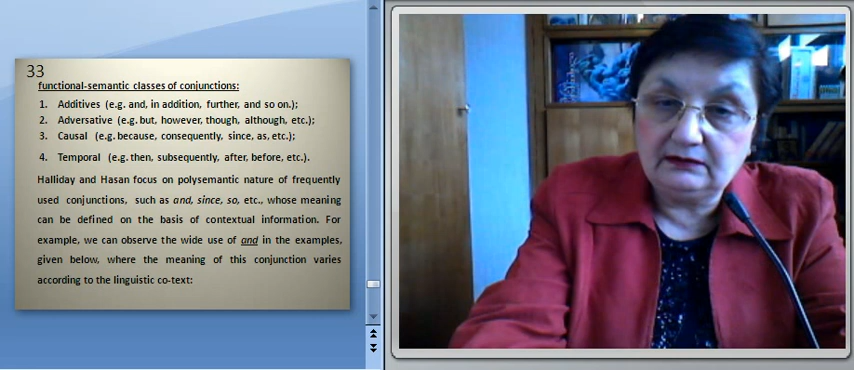 33
functional-semantic classes of conjunctions:
1. Additives (e.g. and, in addition, further, and so on.);
2. Adversative (e.g. but, however, though, although, etc.);
3. Causal (e.g. because, consequently, since, as, etc.);
4. Temporal (e.g. then, subsequently, after, before, etc.).
Halliday and Hasan focus on polysemantic nature of frequently
used conjunctions, such as and, since, so, etc., whose meaning
can be defined on the basis of contextual information. For
example, we can observe the wide use of and in the examples,
given below, where the meaning of this conjunction varies
according to the linguistic co-text: